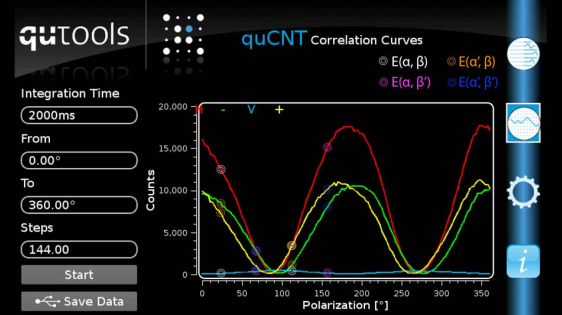 qutools
quCNT Correlation Curves
E(α, β)
E(α′, β)
E(α, β′)
E(α′, β′)
Integration Time
2000ms
From
0.00°
To
360.00°
Steps
144.00
Start
Save Data
H - V +
Counts
20,000
15,000
10,000
5,000
0
0 50 100 150 200 250 300 350
Polarization [°]
i